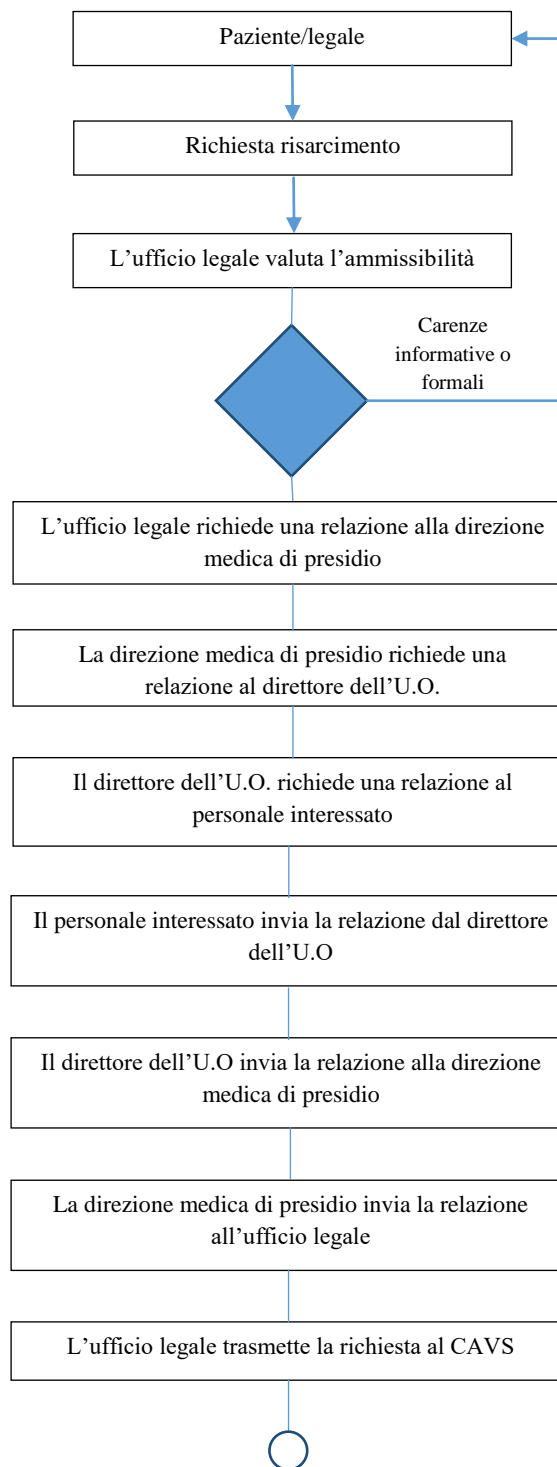 Paziente/legale
Richiesta risarcimento
L’ufficio legale valuta l’ammissibilità
Carenze
informative o
formali
L’ufficio legale richiede una relazione alla direzione
medica di presidio
La direzione medica di presidio richiede una
relazione al direttore dell’U.O.
Il direttore dell’U.O. richiede una relazione al
personale interessato
Il personale interessato invia la relazione dal direttore
dell’U.O
Il direttore dell’U.O invia la relazione alla direzione
medica di presidio
La direzione medica di presidio invia la relazione
all’ufficio legale
L’ufficio legale trasmette la richiesta al CAVS